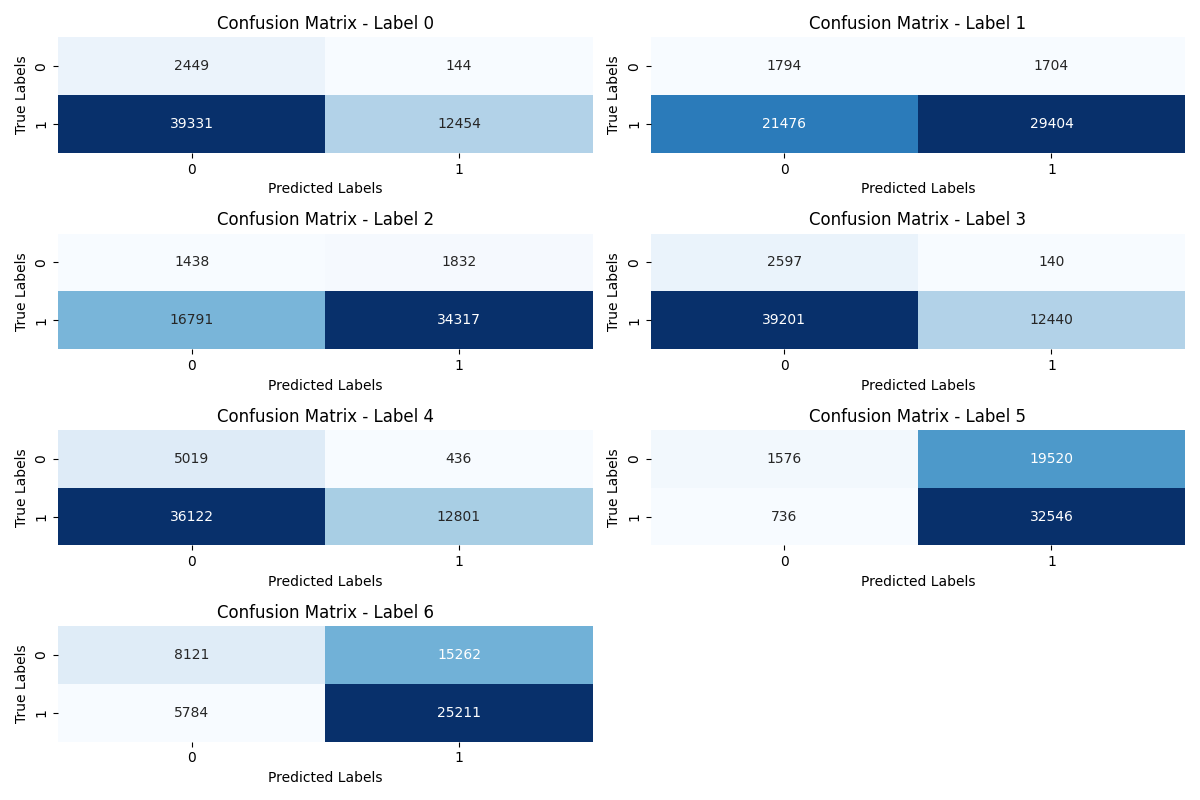 Confusion Matrix - Label 0
True Labels
0
1
2449 144
39331 12454
0 1
Predicted Labels
Confusion Matrix - Label 1
True Labels
0
1
1794 1704
21476 29404
0 1
Predicted Labels
Confusion Matrix - Label 2
True Labels
0
1
1438 1832
16791 34317
0 1
Predicted Labels
Confusion Matrix - Label 3
True Labels
0
1
2597 140
39201 12440
0 1
Predicted Labels
Confusion Matrix - Label 4
True Labels
0
1
5019 436
36122 12801
0 1
Predicted Labels
Confusion Matrix - Label 5
True Labels
0
1
1576 19520
736 32546
0 1
Predicted Labels
Confusion Matrix - Label 6
True Labels
0
1
8121 15262
5784 25211
0 1
Predicted Labels